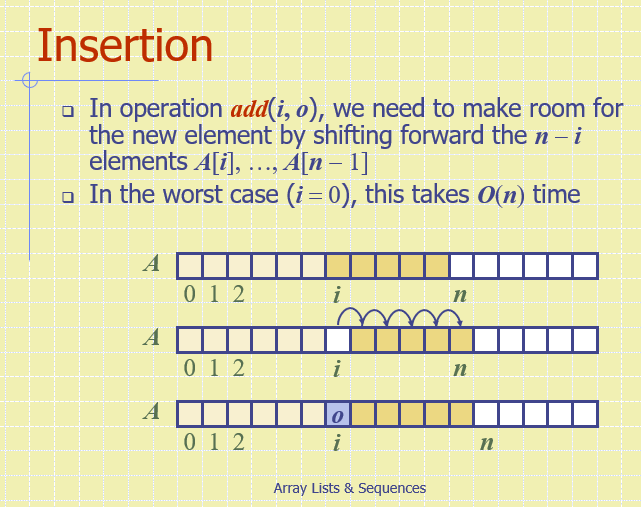 Insertion
In operation add(i, o), we need to make room for
the new element by shifting forward the n – i
elements A[i], …, A[n – 1]
In the worst case (i = 0), this takes O(n) time
A
0 1 2 i n
A
0 1 2 i n
A o
0 1 2 i n
Array Lists & Sequences